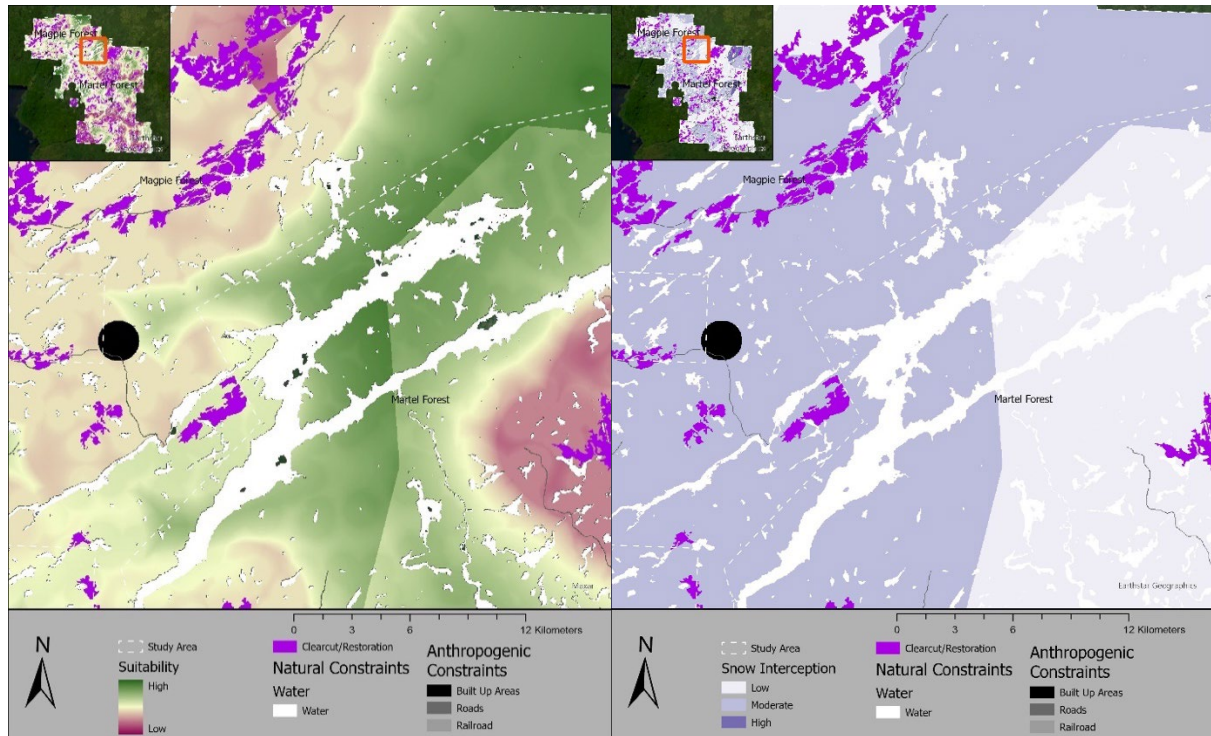 Magpie Forest
Martel Forest
Magpie Forest
Martel Forest
Maxar
N
0 3 6 12 Kilometers
Study Area
Suitability
High
Low
Clearcut/Restoration
Natural Constraints
Water
Water
Anthropogenic
Constraints
Built Up Areas
Roads
Railroad
Magpie Forest
Martel Forest
Earthstar
Magpie Forest
Martel Forest
Earthstar Geographics
N
0 3 6 12 Kilometers
Study Area
Snow Interception
Low
Moderate
High
Clearcut/Restoration
Natural Constraints
Water
Water
Anthropogenic
Constraints
Built Up Areas
Roads
Railroad